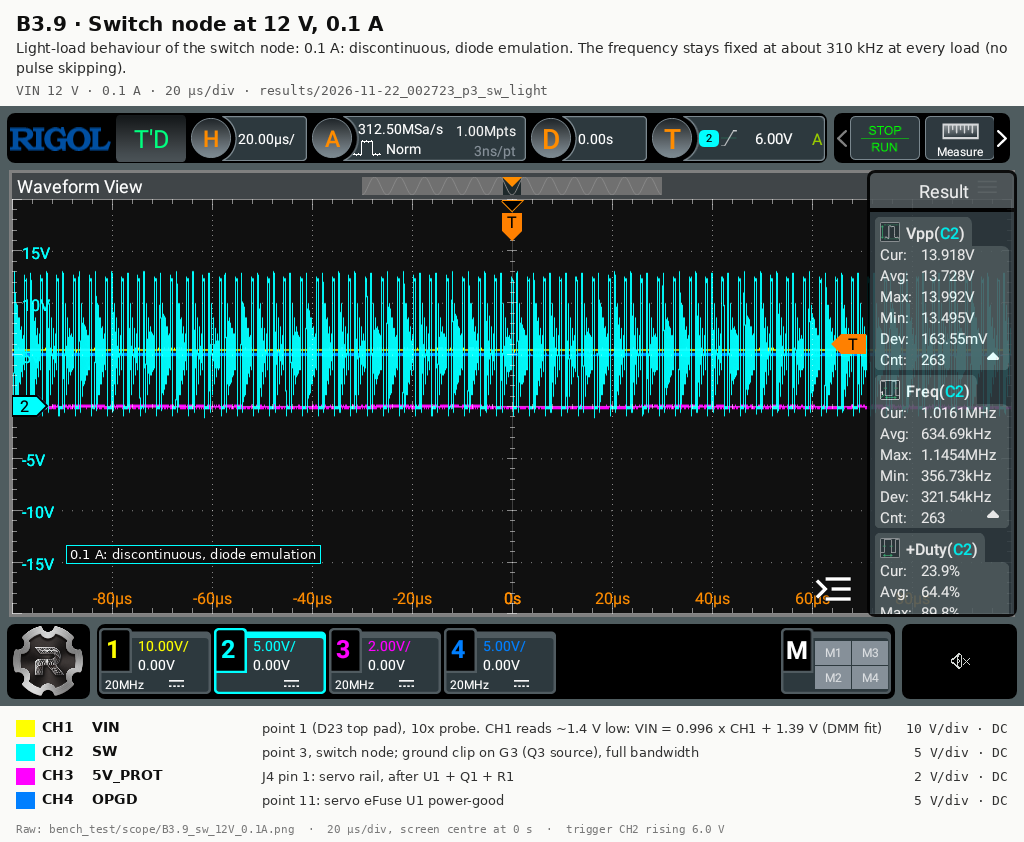 B3.9 · Switch node at 12 V, 0.1 A
Light-load behaviour of the switch node: 0.1 A: discontinuous, diode emulation. The frequency stays fixed at about 310 kHz at every load (no
pulse skipping).
VIN 12 V · 0.1 A · 20 µs/div · results/2026-11-22_002723_p3_sw_light
RIGOL T'D H 20.00µs/ A 312.50MSa/s 1.00Mpts D 0.00s T 2 6.00V A STOP RUN Measure
Norm 3ns/pt
Waveform View
Result
T
15V
10V
T
2
-5V
-10V
-15V
0.1 A: discontinuous, diode emulation
-80µs -60µs -40µs -20µs 0s 20µs 40µs 60µs
Vpp(C2)
Cur: 13.918V
Avg: 13.728V
Max: 13.992V
Min: 13.495V
Dev: 163.55mV
Cnt: 263
Freq(C2)
Cur: 1.0161MHz
Avg: 634.69kHz
Max: 1.1454MHz
Min: 356.73kHz
Dev: 321.54kHz
Cnt: 263
+Duty(C2)
Cur: 23.9%
Avg: 64.4%
Max: 89.8%
1 10.00V/ 0.00V 20MHz
2 5.00V/ 0.00V
3 2.00V/ 0.00V 20MHz
4 5.00V/ 0.00V 20MHz
M M1 M3 M2 M4
CH1 VIN point 1 (D23 top pad), 10x probe. CH1 reads ~1.4 V low: VIN = 0.996 x CH1 + 1.39 V (DMM fit) 10 V/div · DC
CH2 SW point 3, switch node; ground clip on G3 (Q3 source), full bandwidth 5 V/div · DC
CH3 5V_PROT J4 pin 1: servo rail, after U1 + Q1 + R1 2 V/div · DC
CH4 OPGD point 11: servo eFuse U1 power-good 5 V/div · DC
Raw: bench_test/scope/B3.9_sw_12V_0.1A.png · 20 µs/div, screen centre at 0 s · trigger CH2 rising 6.0 V